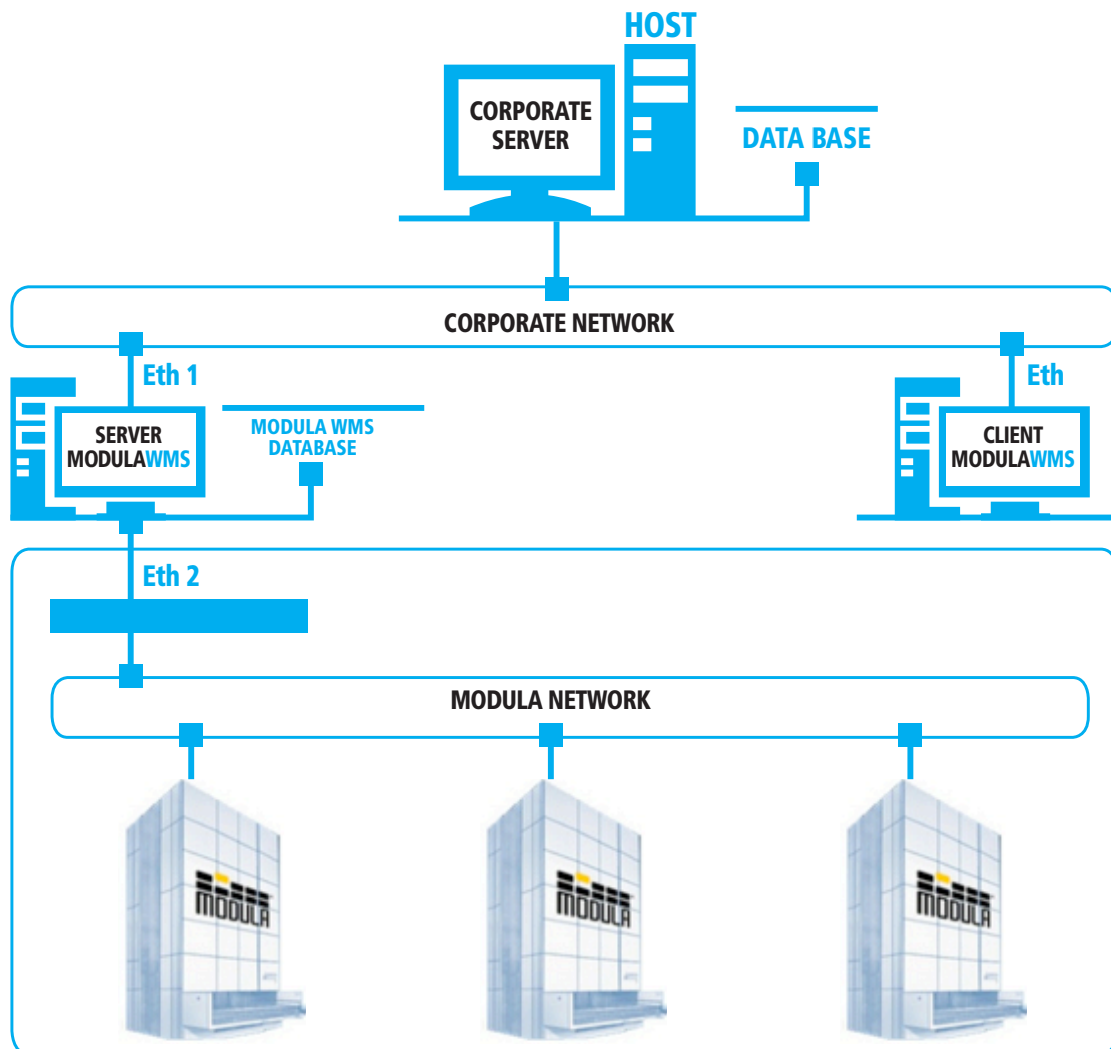 HOST
CORPORATE
SERVER
DATA BASE
CORPORATE NETWORK
Eth 1
Eth
SERVER
MODULAWMS
MODULA WMS
DATABASE
CLIENT
MODULAWMS
Eth 2
MODULA NETWORK
MODULA
MODULA
MODULA